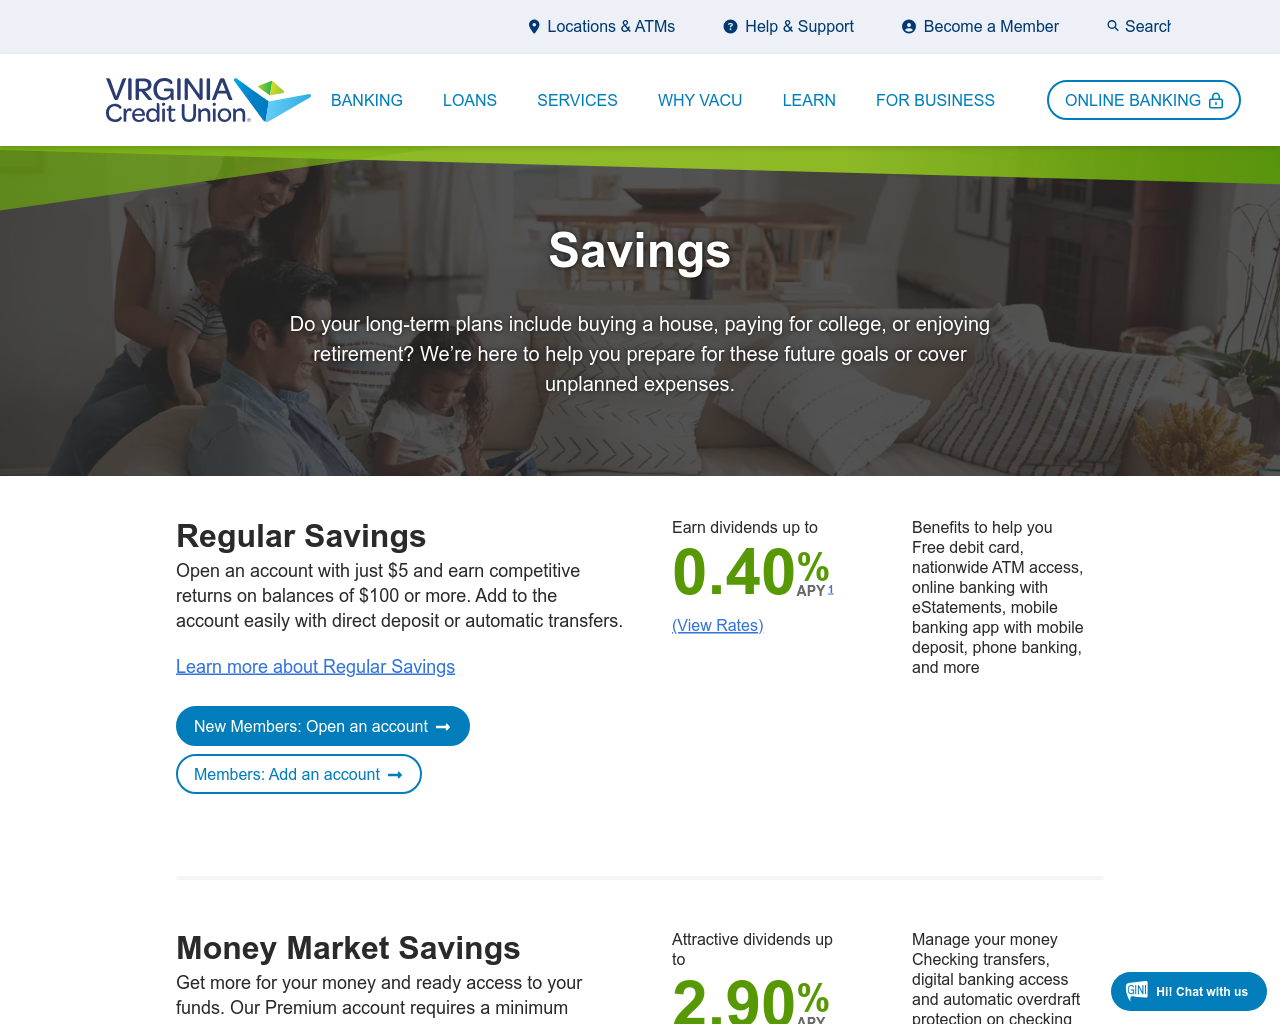 Locations & ATMs
Help & Support
Become a Member
Search
VIRGINIA
Credit Union
BANKING
LOANS
SERVICES
WHY VACU
LEARN
FOR BUSINESS
ONLINE BANKING
Savings
Do your long-term plans include buying a house, paying for college, or enjoying
retirement? We’re here to help you prepare for these future goals or cover
unplanned expenses.
Regular Savings
Open an account with just $5 and earn competitive
returns on balances of $100 or more. Add to the
account easily with direct deposit or automatic transfers.
Learn more about Regular Savings
New Members: Open an account
Members: Add an account
Earn dividends up to
0.40%
APY 1
(View Rates)
Benefits to help you
Free debit card,
nationwide ATM access,
online banking with
eStatements, mobile
banking app with mobile
deposit, phone banking,
and more
Money Market Savings
Get more for your money and ready access to your
funds. Our Premium account requires a minimum
Attractive dividends up
to
2.90%
APY
Manage your money
Checking transfers,
digital banking access
and automatic overdraft
protection on checking
GINI
Hi! Chat with us